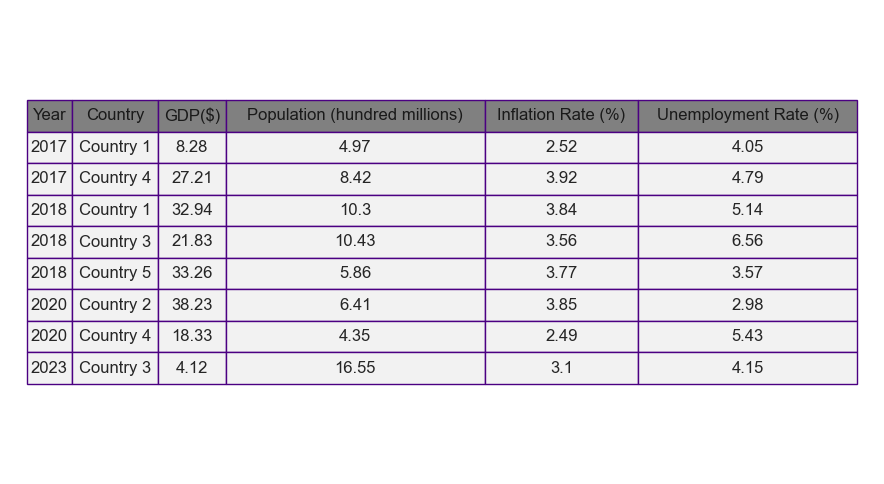 Year Country GDP($) Population (hundred millions) Inflation Rate (%) Unemployment Rate (%)
2017 Country 1 8.28 4.97 2.52 4.05
2017 Country 4 27.21 8.42 3.92 4.79
2018 Country 1 32.94 10.3 3.84 5.14
2018 Country 3 21.83 10.43 3.56 6.56
2018 Country 5 33.26 5.86 3.77 3.57
2020 Country 2 38.23 6.41 3.85 2.98
2020 Country 4 18.33 4.35 2.49 5.43
2023 Country 3 4.12 16.55 3.1 4.15